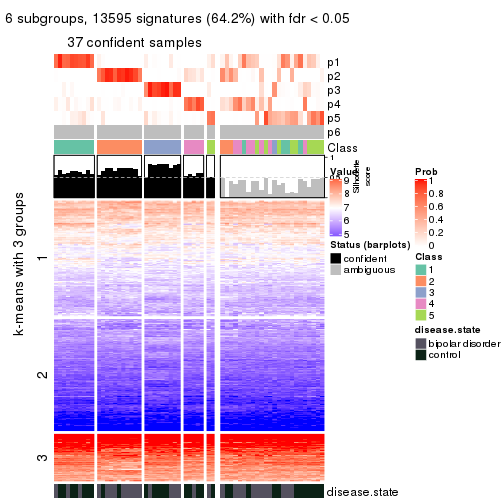 6 subgroups, 13595 signatures (64.2%) with fdr < 0.05
37 confident samples
p1
p2
p3
p4
p5
p6
Class
1
0.5
Silhouette
score
k-means with 3 groups
1
2
3
disease.state
Value
9
8
7
6
5
Status (barplots)
confident
ambiguous
Prob
1
0.8
0.6
0.4
0.2
0
Class
1
2
3
4
5
disease.state
bipolar disorder
control